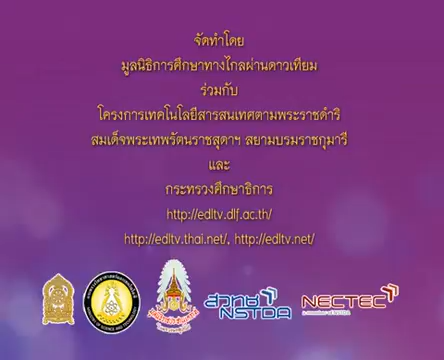 จัดทำโดย
มูลนิธิการศึกษาทางไกลผ่านดาวเทียม
ร่วมกับ
โครงการเทคโนโลยีสารสนเทศตามพระราชดำริ
สมเด็จพระเทพรัตนราชสุดาฯ สยามบรมราชกุมารี
และ
กระทรวงศึกษาธิการ
http://edltv.dlf.ac.th/
http://edltv.thai.net/, http://edltv.net/
สวทช NECTEC
NSTDA a member of NSTDA